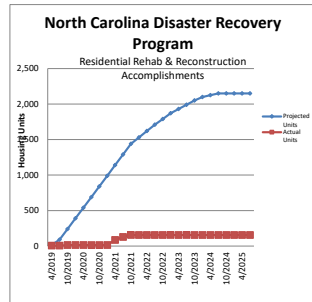 North Carolina Disaster Recovery
Program
Residential Rehab & Reconstruction
Accomplishments
Housing Units
2,500
2,000
1,500
1,000
500
0
4/2019
10/2019
4/2020
10/2020
4/2021
10/2021
4/2022
10/2022
4/2023
10/2023
4/2024
10/2024
4/2025
Projected
Units
Actual
Units